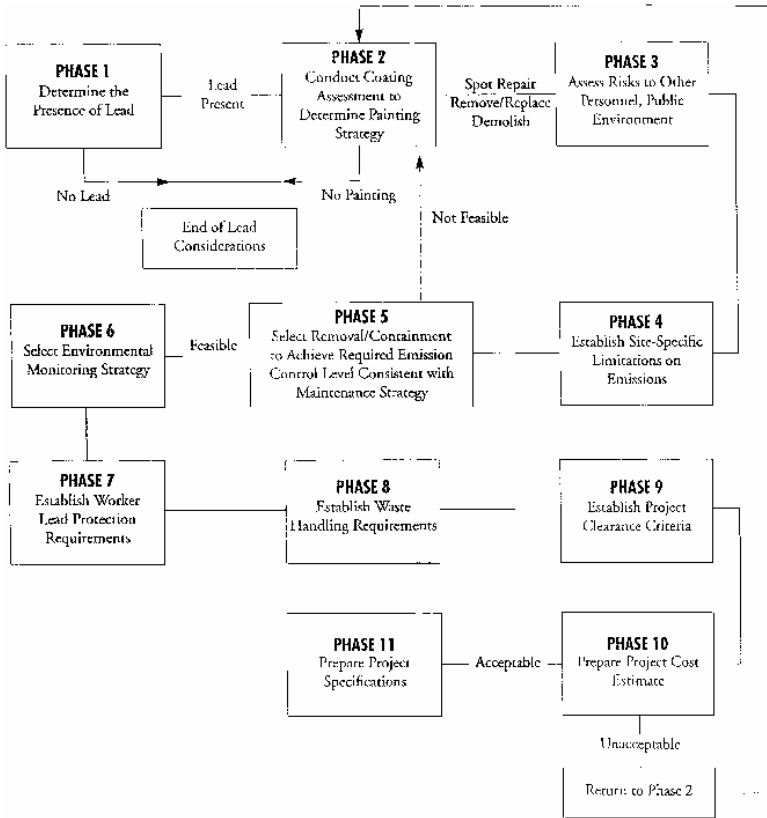 PHASE 1
Determine the
Presence of Lead
Lead
Present
PHASE 2
Conduct Coating
Assessment to
Determine Painting
Strategy
Spot Repair
Remove/Replace
Demolish
PHASE 3
Assess Risks to Other
Personnel, Public
Environment
No Lead
No Painting
End of Lead
Considerations
Not Feasible
PHASE 6
Select Environmental
Monitoring Strategy
Feasible
PHASE 5
Select Removal/Containment
to Achieve Required Emission
Control Level Consistent with
Maintenance Strategy
PHASE 4
Establish Site-Specific
Limitations on
Emissions
PHASE 7
Establish Worker
Lead Protection
Requirements
PHASE 8
Establish Waste
Handling Requirements
PHASE 9
Establish Project
Clearance Criteria
PHASE 11
Prepare Project
Specifications
Acceptable
PHASE 10
Prepare Project Cost
Estimate
Unacceptable
Return to Phase 2